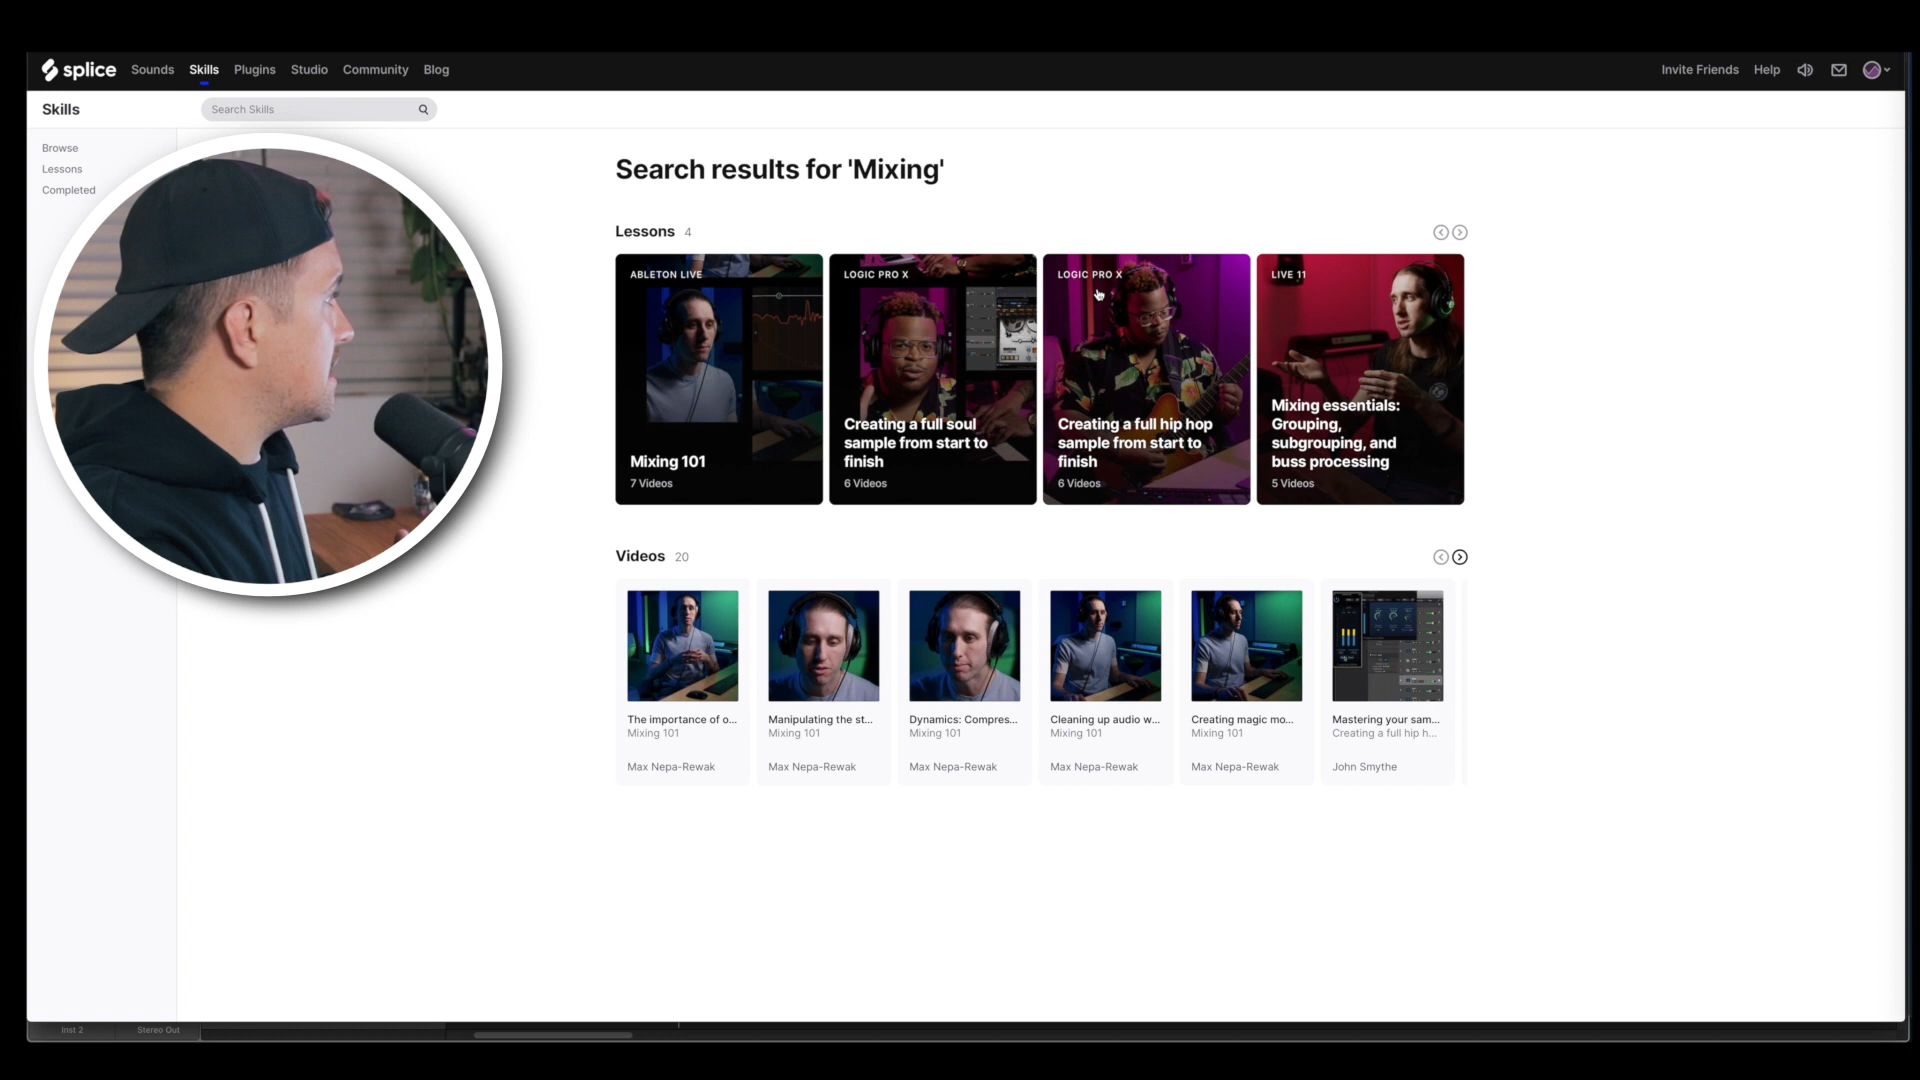 splice
Sounds
Skills
Plugins
Studio
Community
Blog
Invite Friends
Help
Skills
Search Skills
Browse
Lessons
Completed
Search results for 'Mixing'
Lessons 4
ABLETON LIVE
Mixing 101
7 Videos
LOGIC PRO X
Creating a full soul
sample from start to
finish
6 Videos
LOGIC PRO X
Creating a full hip hop
sample from start to
finish
6 Videos
LIVE 11
Mixing essentials:
Grouping,
subgrouping, and
buss processing
5 Videos
Videos 20
The importance of o...
Mixing 101
Max Nepa-Rewak
Manipulating the st...
Mixing 101
Max Nepa-Rewak
Dynamics: Compres...
Mixing 101
Max Nepa-Rewak
Cleaning up audio w...
Mixing 101
Max Nepa-Rewak
Creating magic mo...
Mixing 101
Max Nepa-Rewak
Mastering your sam...
Creating a full hip h...
John Smythe
Inst 2
Stereo Out